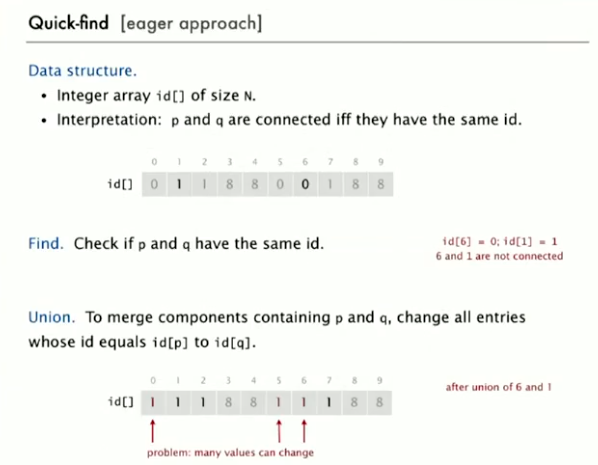 Quick-find [eager approach]
Data structure.
• Integer array id[] of size N.
• Interpretation: p and q are connected iff they have the same id.
0 1 2 3 4 5 6 7 8 9
id[] 0 1 1 8 8 0 0 1 8 8
Find. Check if p and q have the same id.
id[6] = 0; id[1] = 1
6 and 1 are not connected
Union. To merge components containing p and q, change all entries
whose id equals id[p] to id[q].
0 1 2 3 4 5 6 7 8 9
id[] 1 1 1 8 8 1 1 1 8 8
after union of 6 and 1
problem: many values can change